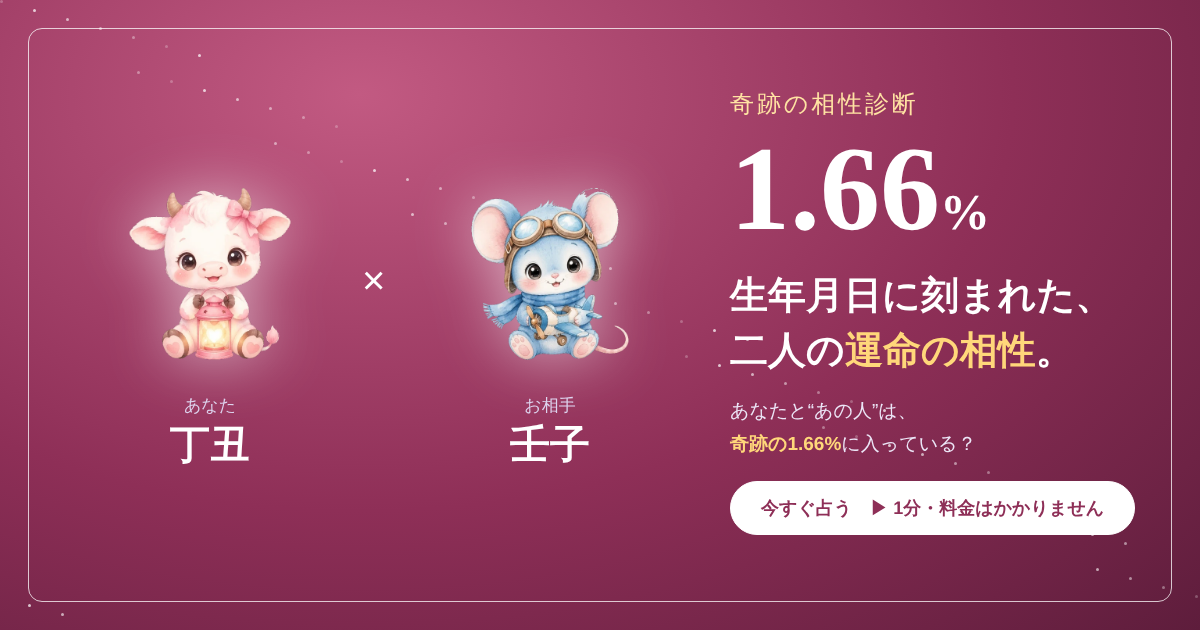 奇跡の相性診断
1.66%
生年月日に刻まれた、
二人の運命の相性。
あなたと“あの人”は、
奇跡の1.66%に入っている？
今すぐ占う ▶ 1分・料金はかかりません
×
あなた
丁丑
お相手
壬子